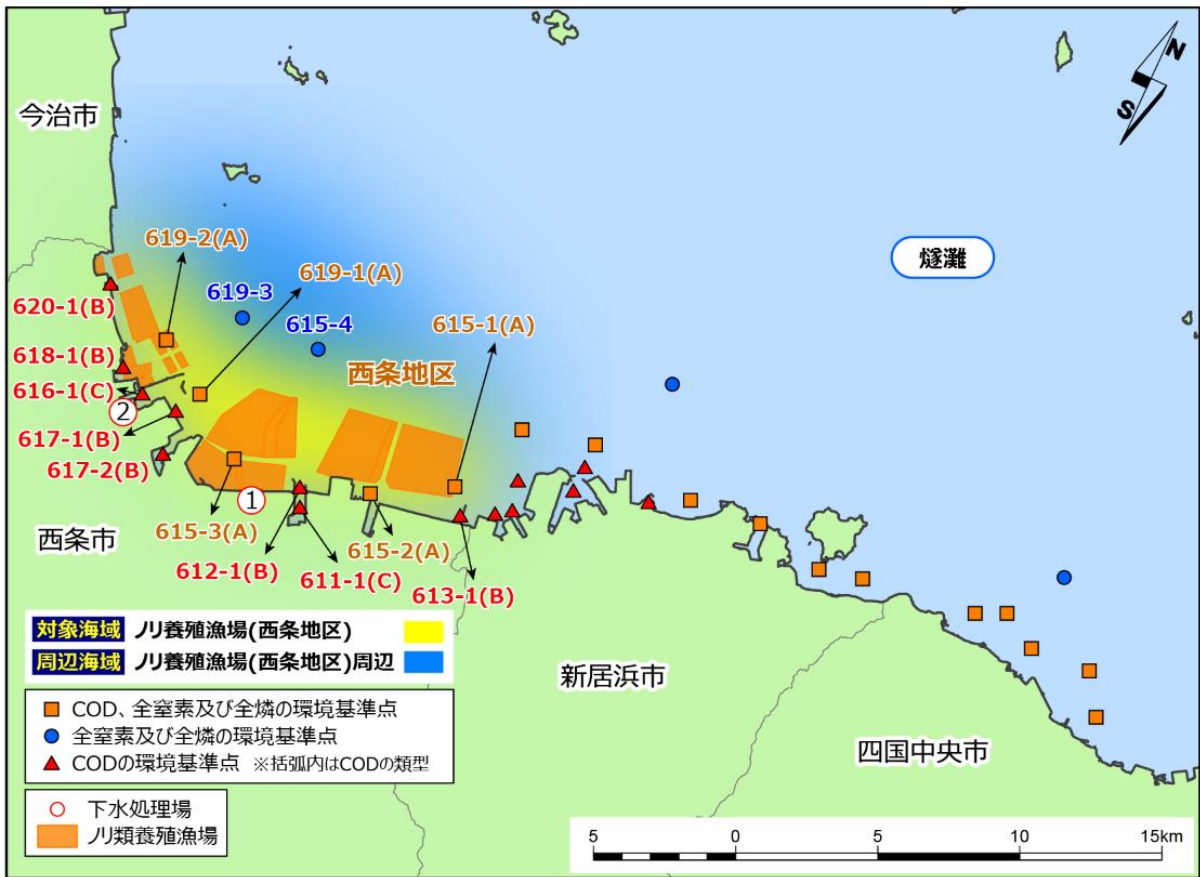 N
S
今治市
燧灘
619-2(A)
619-1(A)
620-1(B)
619-3
615-4
615-1(A)
618-1(B)
西条地区
616-1(C)
2
617-1(B)
617-2(B)
1
615-3(A)
615-2(A)
西条市
612-1(B)
611-1(C)
613-1(B)
対象海域 ノリ養殖漁場(西条地区)
周辺海域 ノリ養殖漁場(西条地区)周辺
新居浜市
四国中央市
COD、全窒素及び全燐の環境基準点
全窒素及び全燐の環境基準点
CODの環境基準点 ※括弧内はCODの類型
下水処理場
ノリ類養殖漁場
5 0 5 10 15km